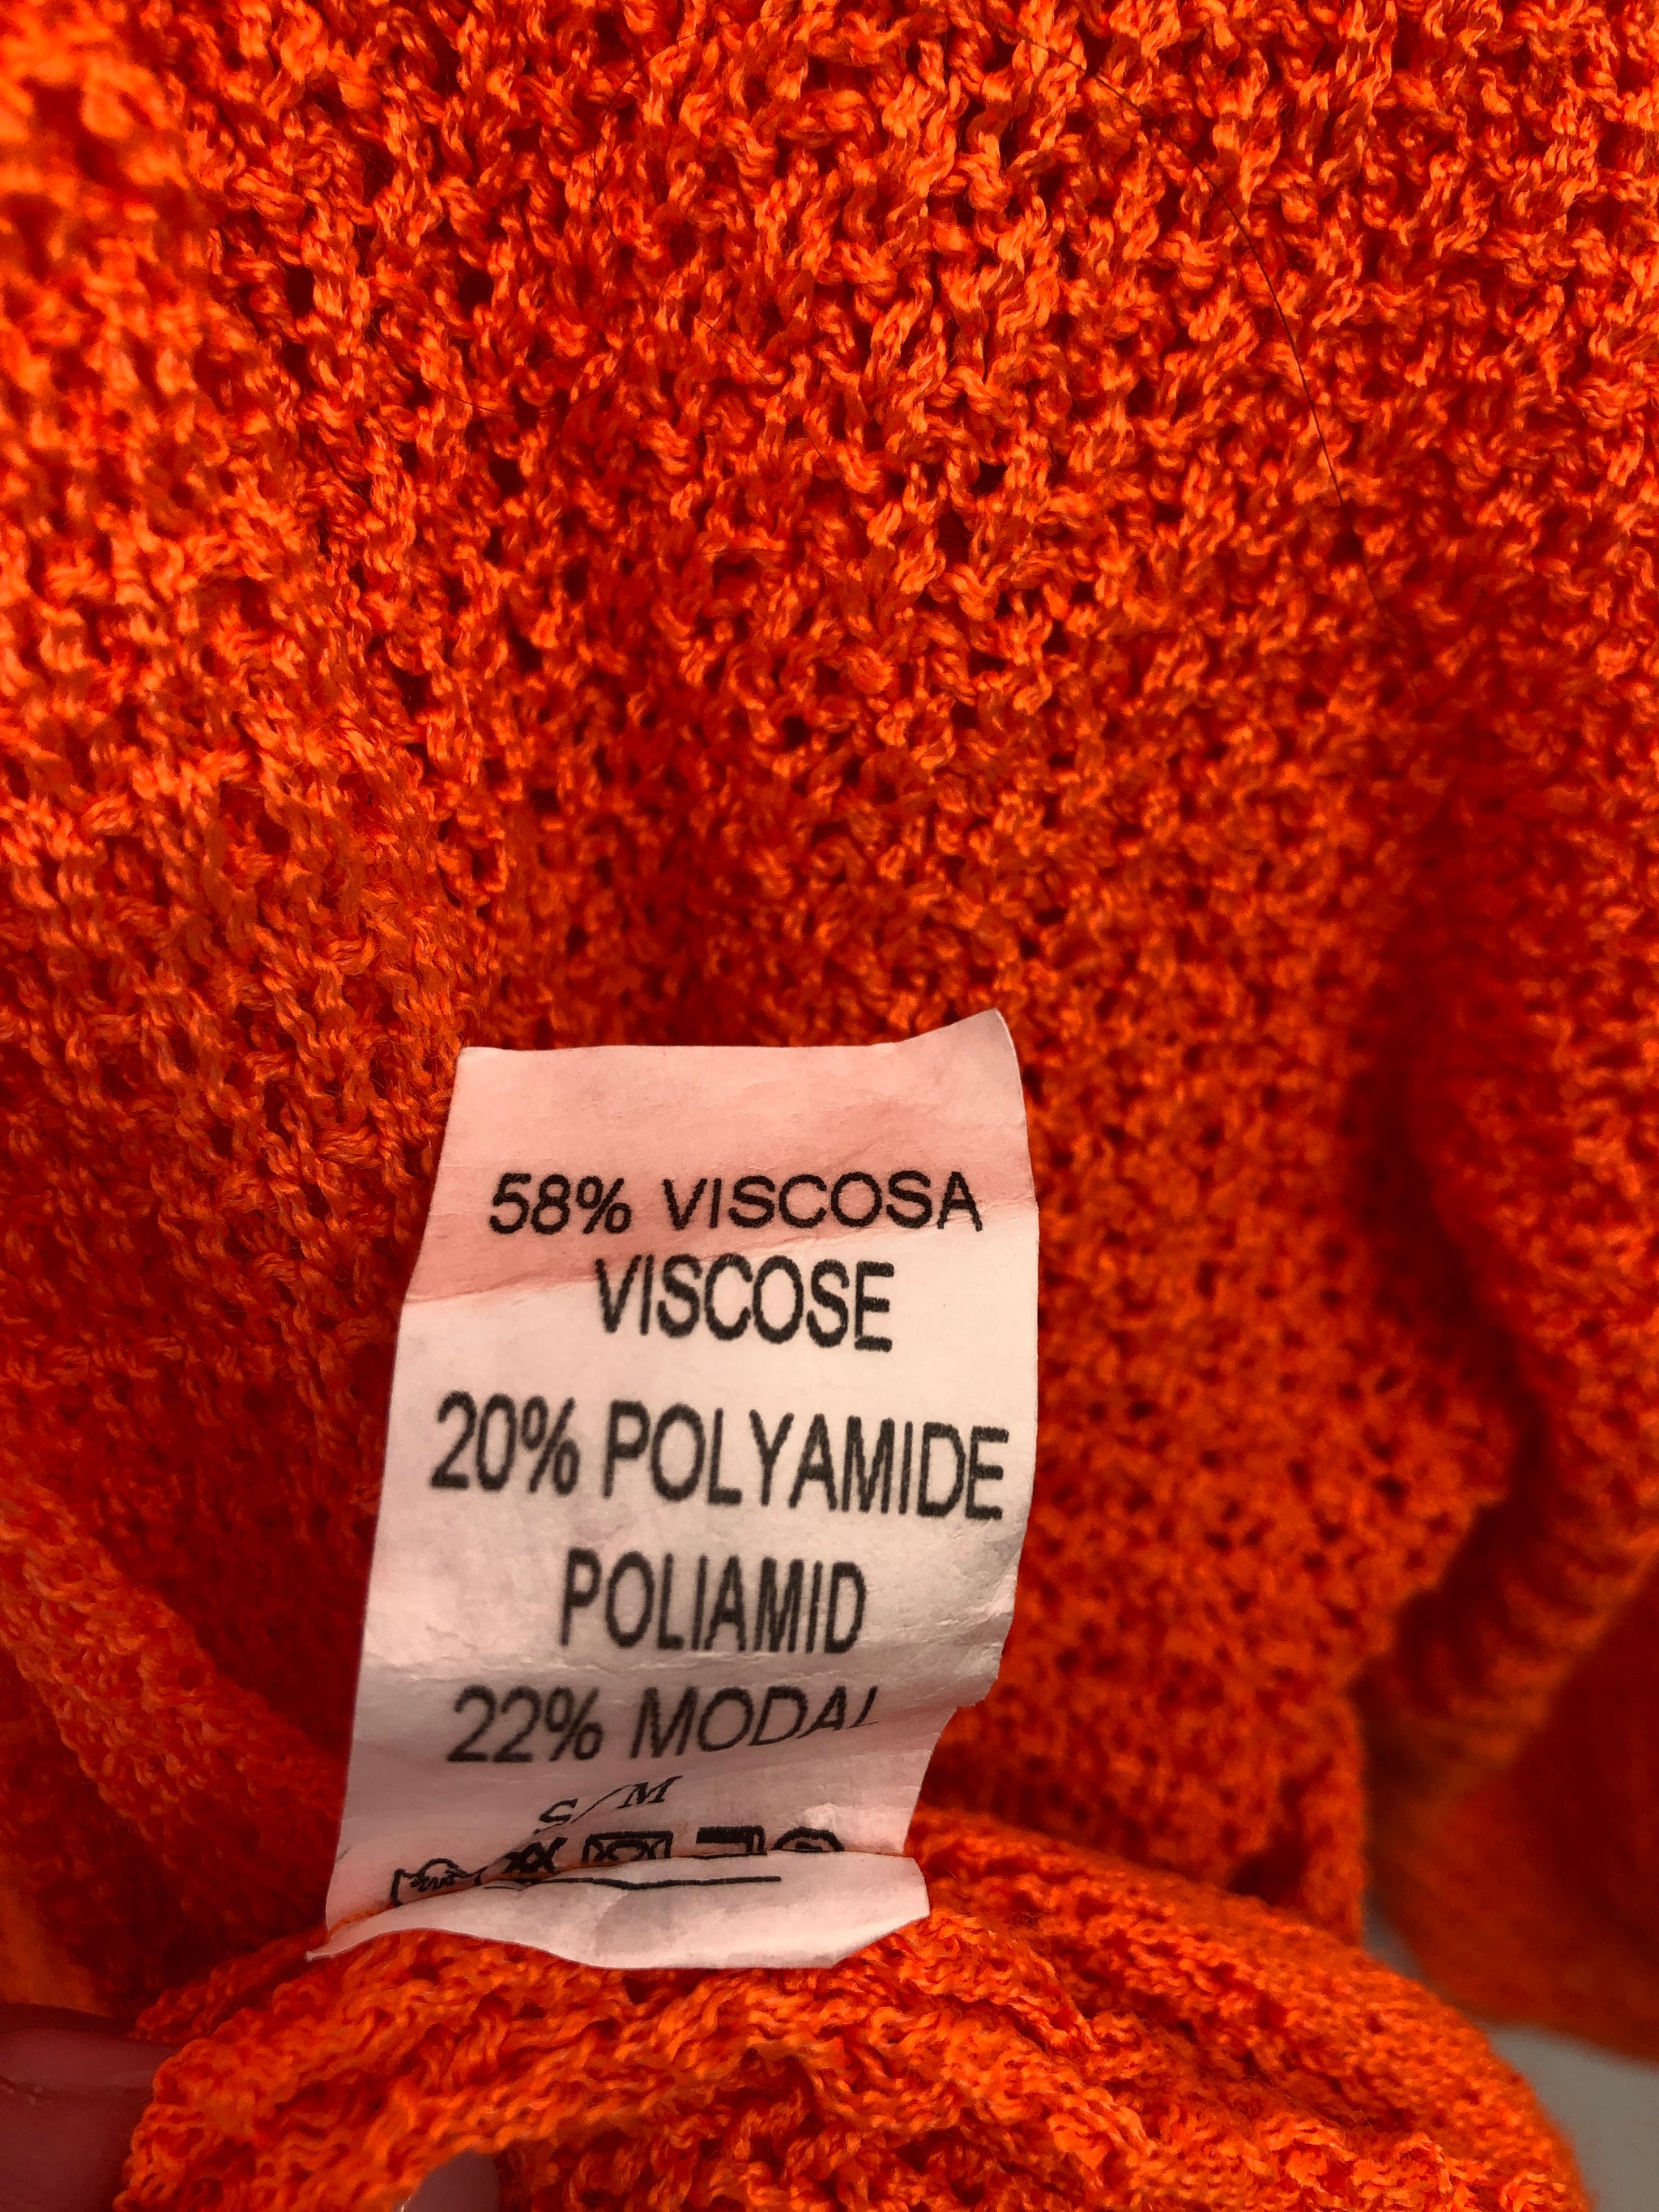 58% VISCOSA
VISCOSE
20% POLYAMIDE
POLIAMID
22% MODAL
S/M